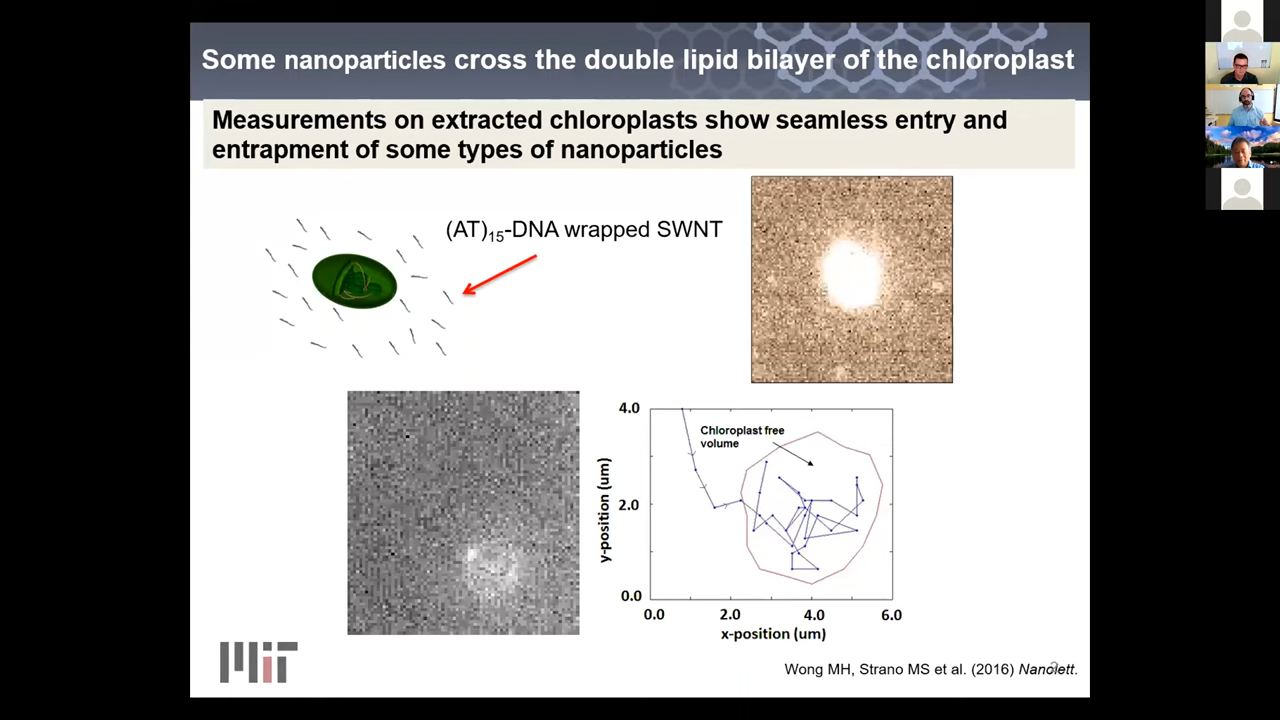 Some nanoparticles cross the double lipid bilayer of the chloroplast
Measurements on extracted chloroplasts show seamless entry and
entrapment of some types of nanoparticles
(AT)15-DNA wrapped SWNT
Chloroplast free
volume
4.0
2.0
0.0
y-position (um)
0.0 2.0 4.0 6.0
x-position (um)
MIT
Wong MH, Strano MS et al. (2016) Nanolett.